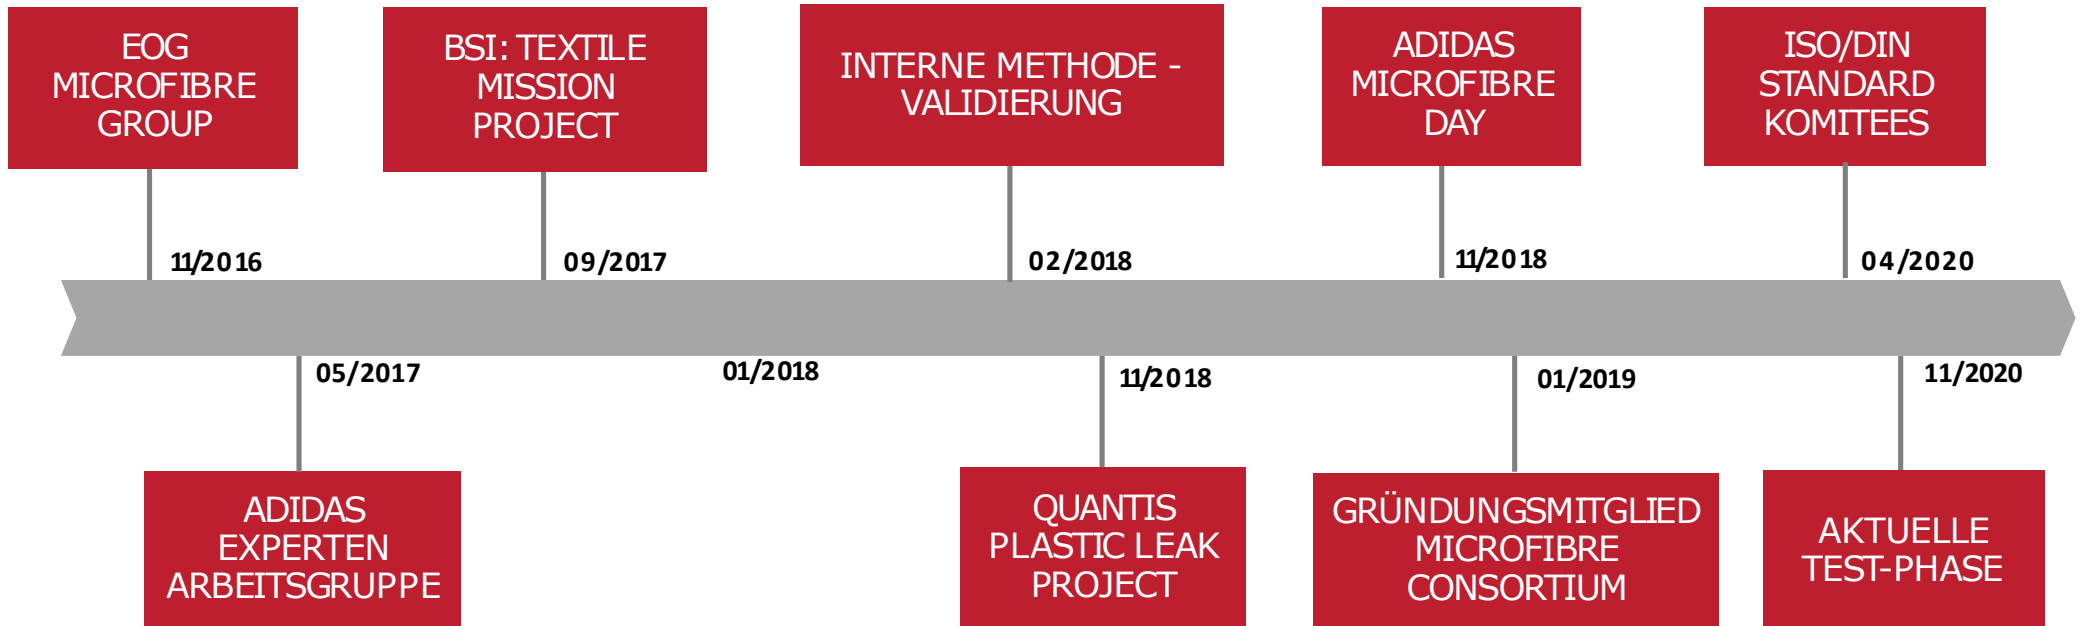 EOG
MICROFIBRE
GROUP
BSI: TEXTILE
MISSION
PROJECT
INTERNE METHODE -
VALIDIERUNG
ADIDAS
MICROFIBRE
DAY
ISO/DIN
STANDARD
KOMITEES
11/2016
09/2017
02/2018
11/2018
04/2020
05/2017
01/2018
11/2018
01/2019
11/2020
ADIDAS
EXPERTEN
ARBEITSGRUPPE
QUANTIS
PLASTIC LEAK
PROJECT
GRÜNDUNGSMITGLIED
MICROFIBRE
CONSORTIUM
AKTUELLE
TEST-PHASE